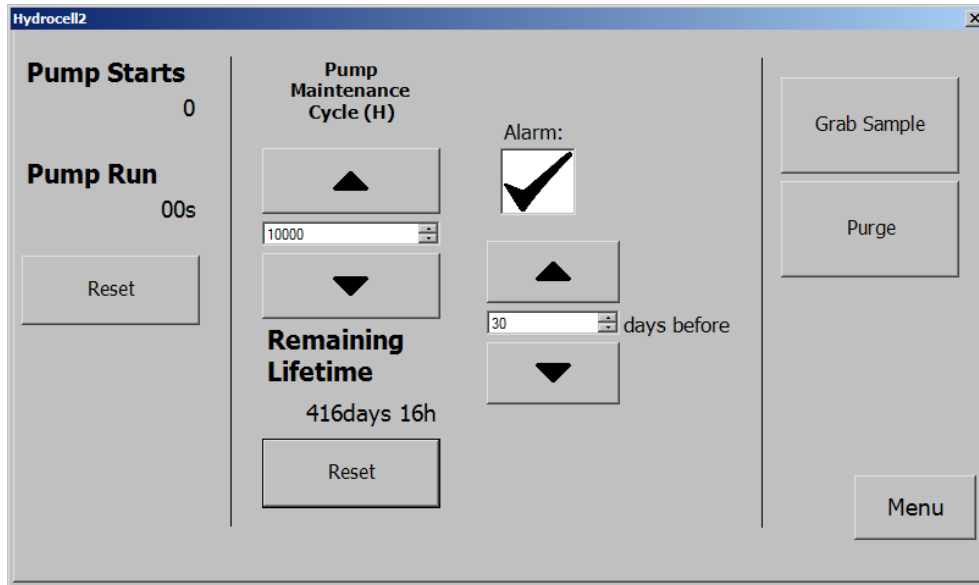 Hydrocell2
Pump Starts
0
Pump Run
00s
Reset
Pump
Maintenance
Cycle (H)
10000
Remaining
Lifetime
416days 16h
Reset
Alarm:
30
days before
Grab Sample
Purge
Menu